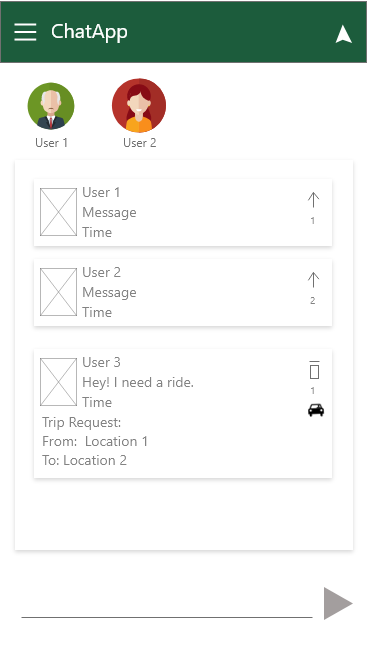 ChatApp
User 1
User 2
User 1
Message
Time
1
User 2
Message
Time
2
User 3
Hey! I need a ride.
Time
1
Trip Request:
From:  Location 1
To: Location 2